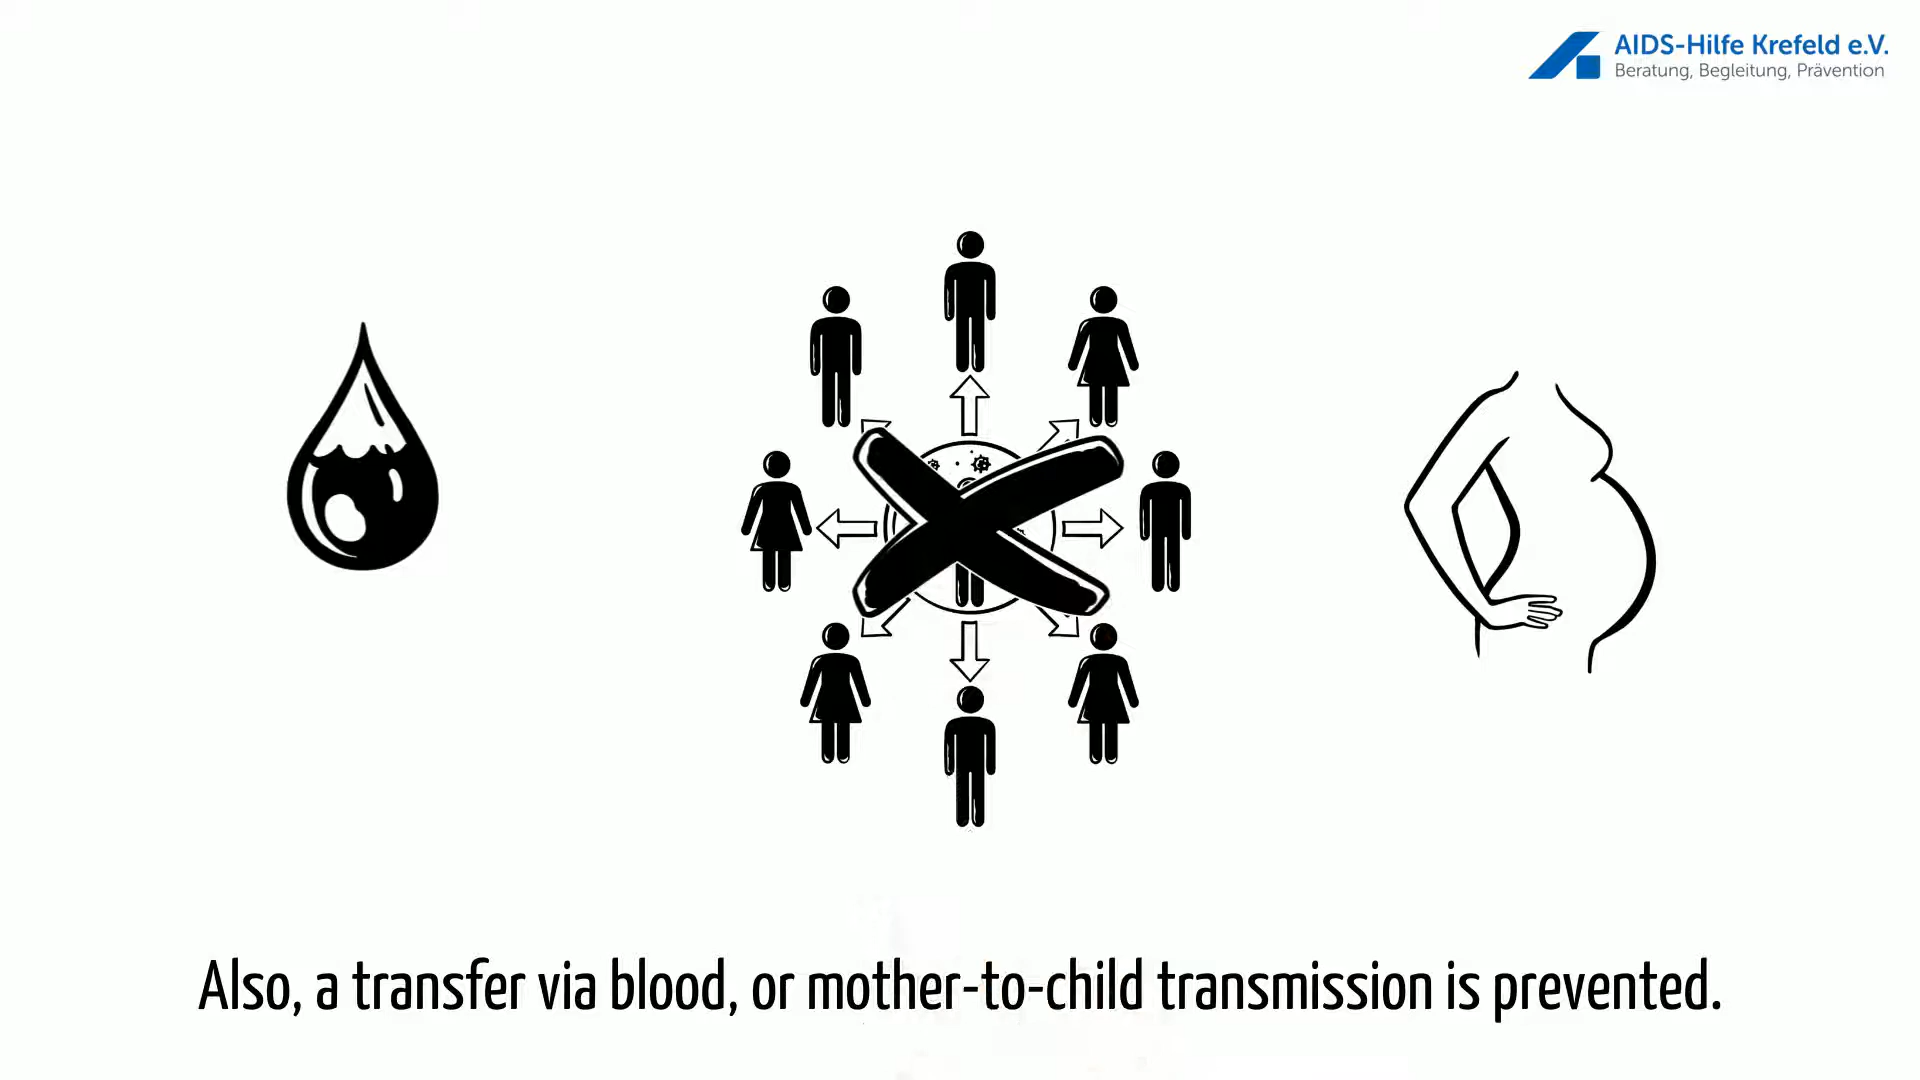 AIDS-Hilfe Krefeld e.V.
Beratung, Begleitung, Prävention
Also, a transfer via blood, or mother-to-child transmission is prevented.